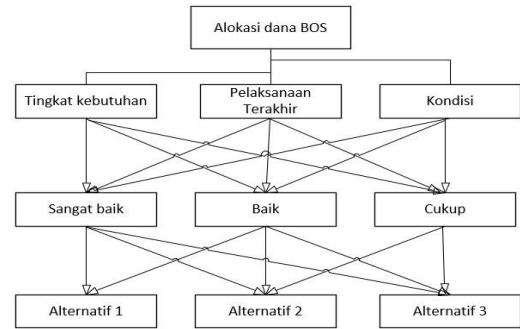 Alokasi dana BOS
Tingkat kebutuhan
Pelaksanaan
Terakhir
Kondisi
Sangat baik
Baik
Cukup
Alternatif 1
Alternatif 2
Alternatif 3